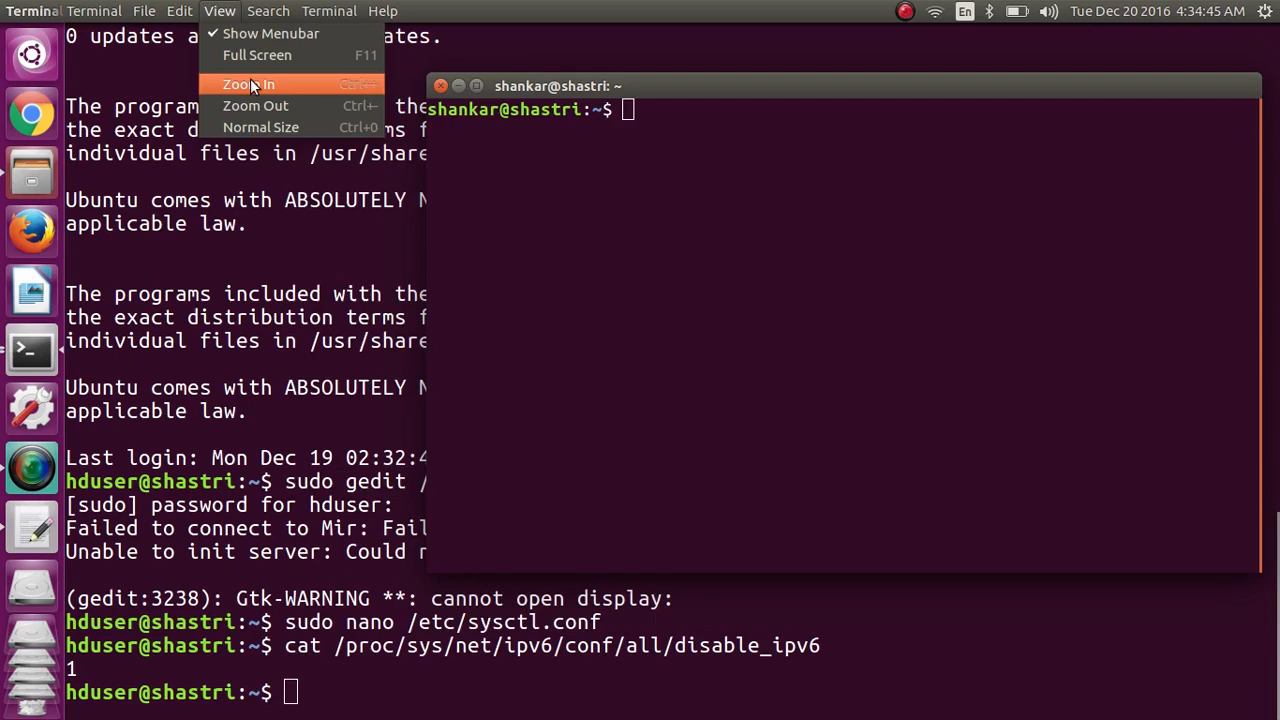 Terminal Terminal File Edit View Search Terminal Help En Tue Dec 20 2016 4:34:45 AM
✔ Show Menubar
Full Screen F11
Zoom In
Zoom Out Ctrl+-
Normal Size Ctrl+0
shankar@shastri: ~
shankar@shastri:~$
0 updates a tes.
The programs the
the exact d ms f
individual files in /usr/share
Ubuntu comes with ABSOLUTELY N
applicable law.
The programs included with the
the exact distribution terms f
individual files in /usr/share
Ubuntu comes with ABSOLUTELY N
applicable law.
Last login: Mon Dec 19 02:32:4
hduser@shastri:~$ sudo gedit /
[sudo] password for hduser:
Failed to connect to Mir: Fail
Unable to init server: Could n
(gedit:3238): Gtk-WARNING **: cannot open display:
hduser@shastri:~$ sudo nano /etc/sysctl.conf
hduser@shastri:~$ cat /proc/sys/net/ipv6/conf/all/disable_ipv6
1
hduser@shastri:~$